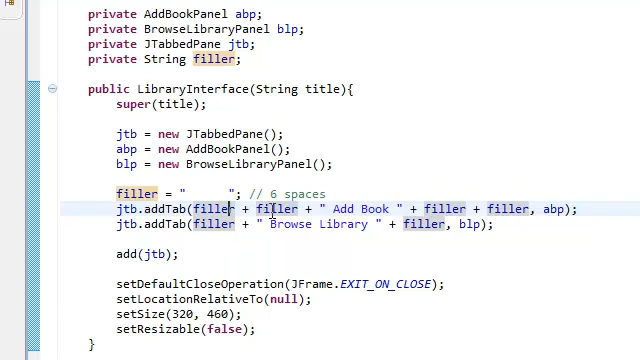 private AddBookPanel abp;
private BrowseLibraryPanel blp;
private JTabbedPane jtb;
private String filler;
public LibraryInterface(String title){
super(title);
jtb = new JTabbedPane();
abp = new AddBookPanel();
blp = new BrowseLibraryPanel();
filler = "      "; // 6 spaces
jtb.addTab(filler + filler + " Add Book " + filler + filler, abp);
jtb.addTab(filler + " Browse Library " + filler, blp);
add(jtb);
setDefaultCloseOperation(JFrame.EXIT_ON_CLOSE);
setLocationRelativeTo(null);
setSize(320, 460);
setResizable(false);
}